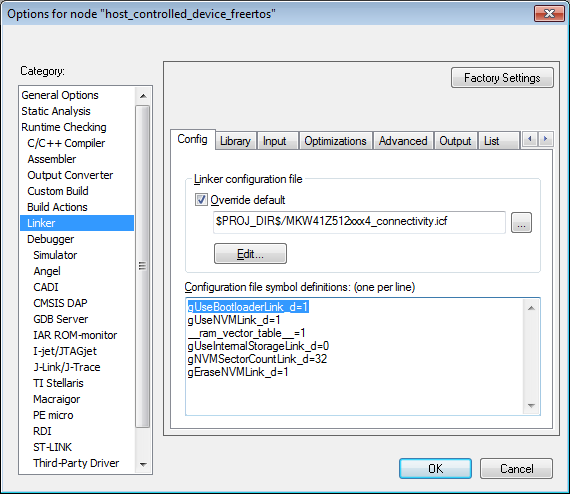 Options for node "host_controlled_device_freertos"
Category:
Factory Settings
General Options
Static Analysis
Runtime Checking
C/C++ Compiler
Assembler
Output Converter
Custom Build
Build Actions
Linker
Debugger
Simulator
Angel
CADI
CMSIS DAP
GDB Server
IAR ROM-monitor
I-jet/JTAGjet
J-Link/J-Trace
TI Stellaris
Macraigor
PE micro
RDI
ST-LINK
Third-Party Driver
Config Library Input Optimizations Advanced Output List
Linker configuration file
Override default
$PROJ_DIR$/MKW41Z512xxx4_connectivity.icf
...
Edit...
Configuration file symbol definitions: (one per line)
gUseBootloaderLink_d=1
gUseNVMLink_d=1
__ram_vector_table__=1
gUseInternalStorageLink_d=0
gNVMSectorCountLink_d=32
gEraseNVMLink_d=1
OK Cancel